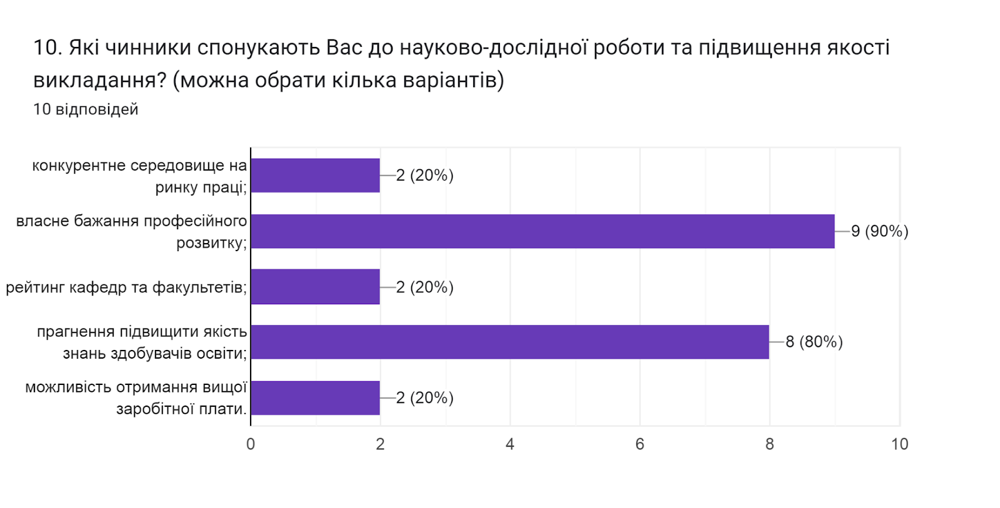 10. Які чинники спонукають Вас до науково-дослідної роботи та підвищення якості
викладання? (можна обрати кілька варіантів)
10 відповідей
конкурентне середовище на
ринку праці;
2 (20%)
власне бажання професійного
розвитку;
9 (90%)
рейтинг кафедр та факультетів;
2 (20%)
прагнення підвищити якість
знань здобувачів освіти;
8 (80%)
можливість отримання вищої
заробітної плати.
2 (20%)
0 2 4 6 8 10